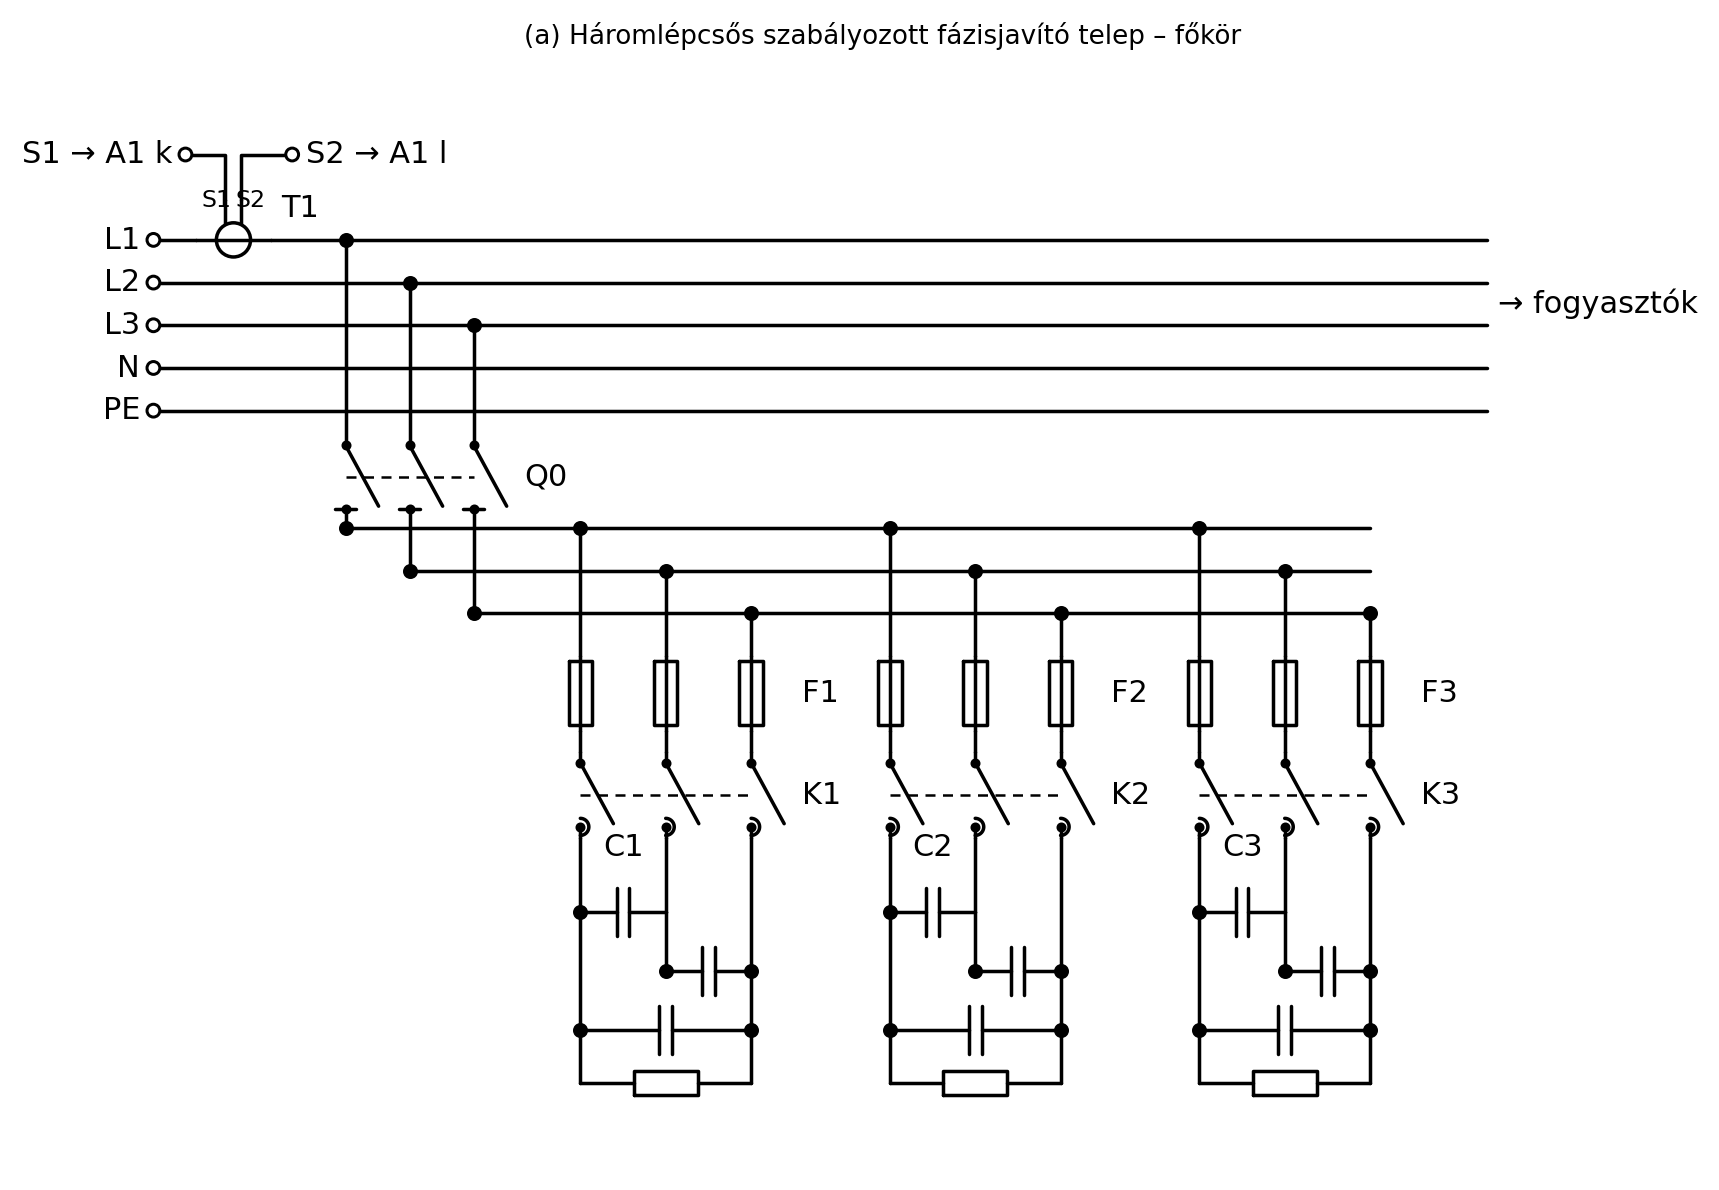 (a) Háromlépcsős szabályozott fázisjavító telep – főkör
S1 → A1 k
S2 → A1 l
S1 S2
T1
L1
L2
L3
N
PE
→ fogyasztók
Q0
F1
F2
F3
K1
K2
K3
C1
C2
C3